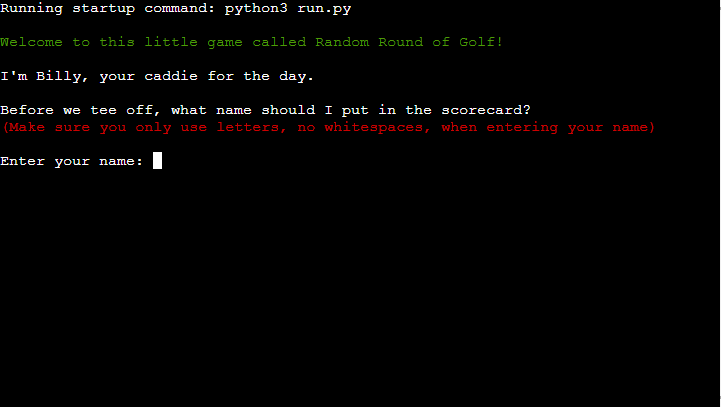 Running startup command: python3 run.py
Welcome to this little game called Random Round of Golf!
I'm Billy, your caddie for the day.
Before we tee off, what name should I put in the scorecard?
(Make sure you only use letters, no whitespaces, when entering your name)
Enter your name: